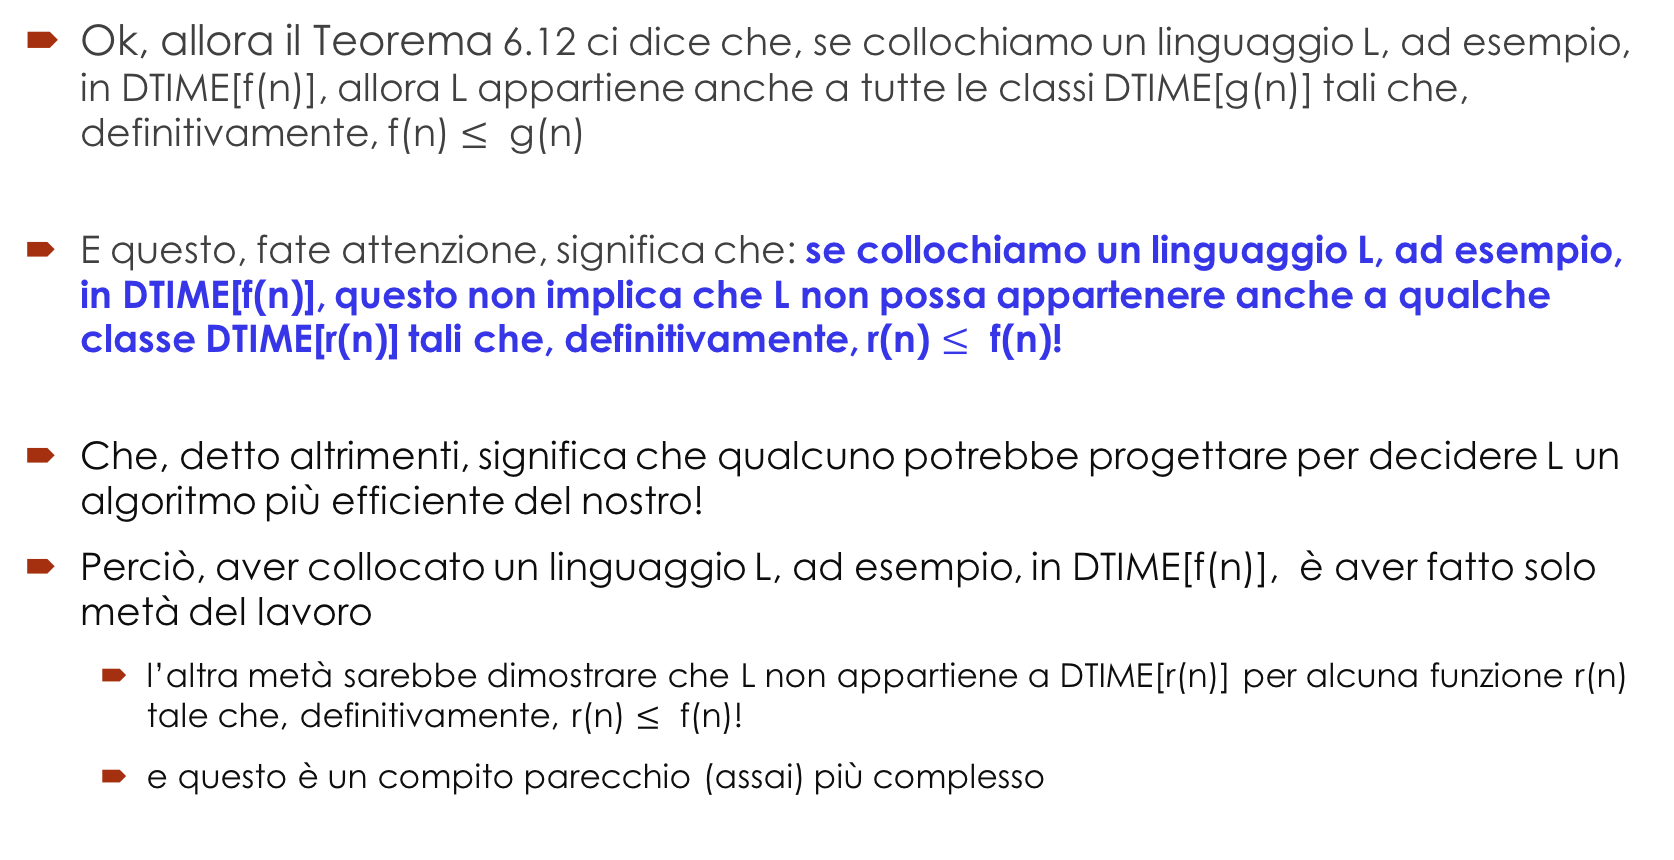 Ok, allora il Teorema 6.12 ci dice che, se collochiamo un linguaggio L, ad esempio,
in DTIME[f(n)], allora L appartiene anche a tutte le classi DTIME[g(n)] tali che,
definitivamente, f(n) ≤ g(n)
E questo, fate attenzione, significa che: se collochiamo un linguaggio L, ad esempio,
in DTIME[f(n)], questo non implica che L non possa appartenere anche a qualche
classe DTIME[r(n)] tali che, definitivamente, r(n) ≤ f(n)!
Che, detto altrimenti, significa che qualcuno potrebbe progettare per decidere L un
algoritmo più efficiente del nostro!
Perciò, aver collocato un linguaggio L, ad esempio, in DTIME[f(n)], è aver fatto solo
metà del lavoro
l’altra metà sarebbe dimostrare che L non appartiene a DTIME[r(n)] per alcuna funzione r(n)
tale che, definitivamente, r(n) ≤ f(n)!
e questo è un compito parecchio (assai) più complesso